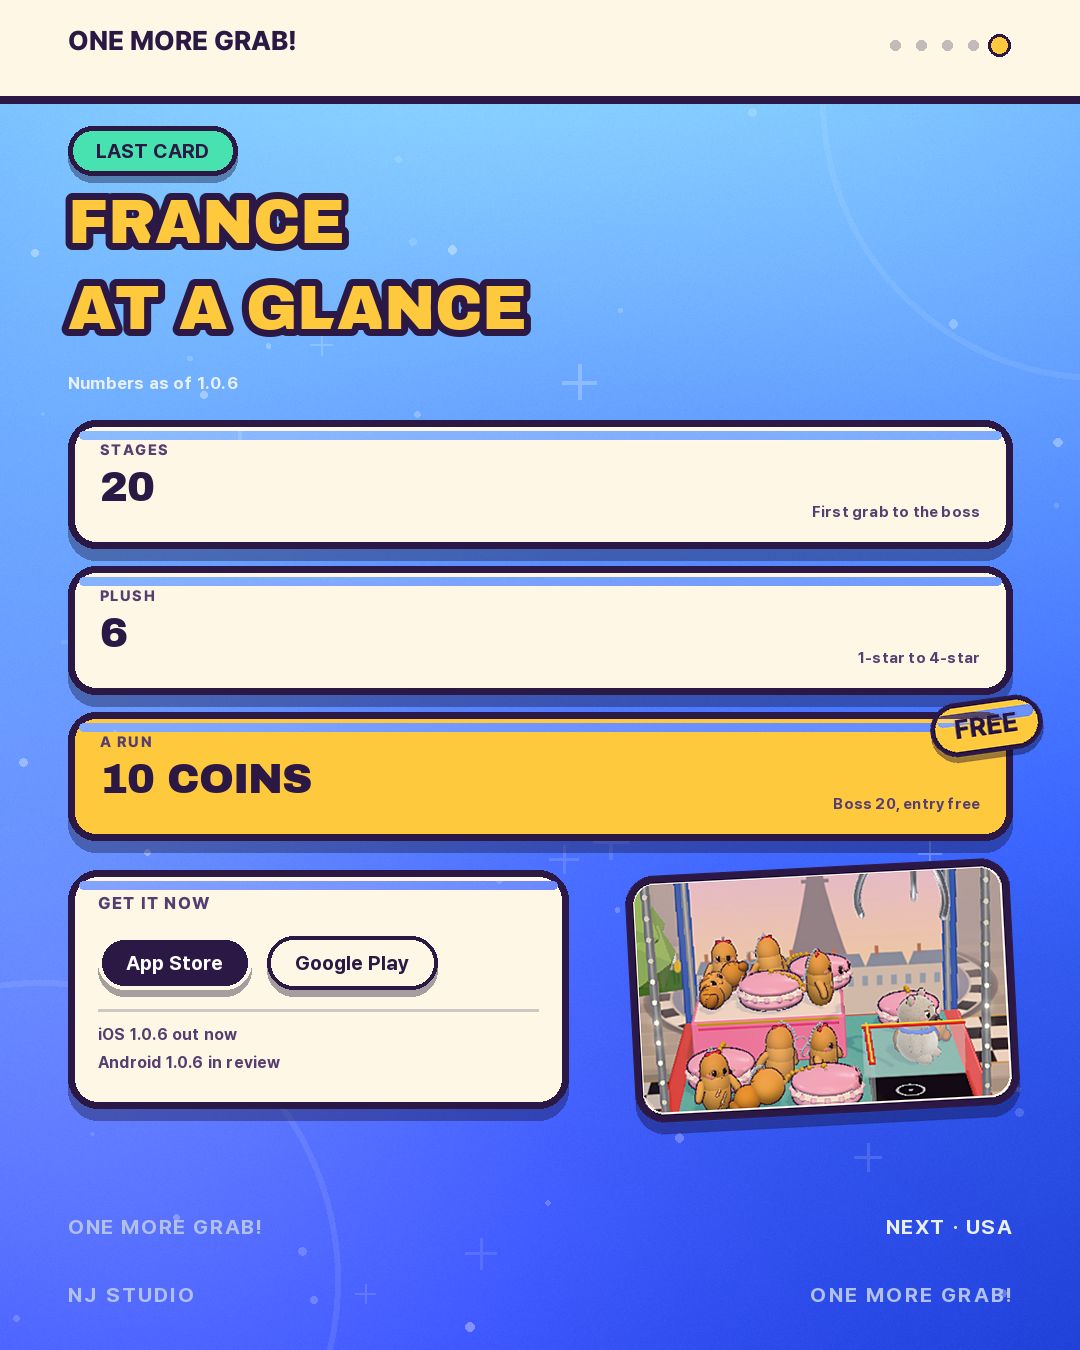 ONE MORE GRAB!
LAST CARD
FRANCE
AT A GLANCE
Numbers as of 1.0.6
STAGES
20
First grab to the boss
PLUSH
6
1-star to 4-star
FREE
A RUN
10 COINS
Boss 20, entry free
GET IT NOW
App Store
Google Play
iOS 1.0.6 out now
Android 1.0.6 in review
ONE MORE GRAB!
NEXT · USA
NJ STUDIO
ONE MORE GRAB!